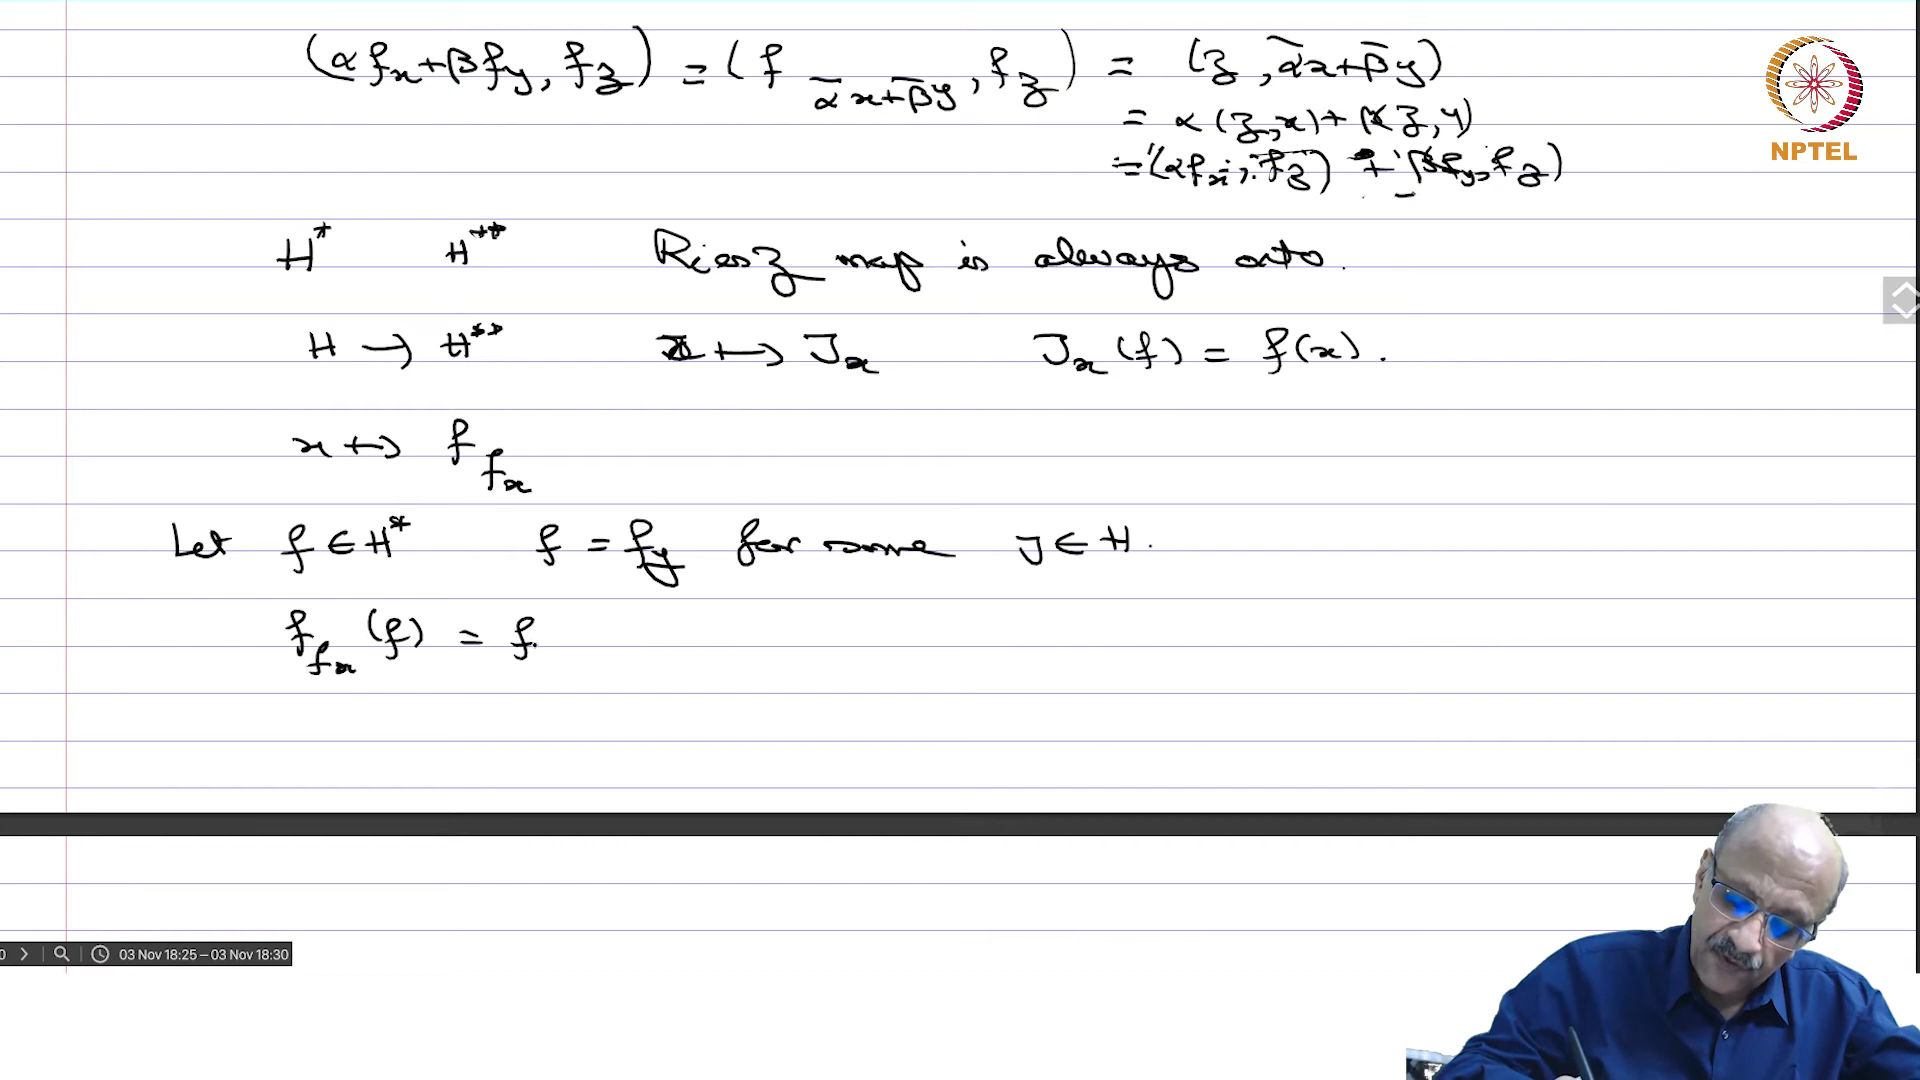 (αf_x+βf_y, f_z) = (f_{ᾱx+β̄y}, f_z) = (z, ᾱx+β̄y)
= α(z,x)+β(z,y)
= (αf_x, f_z) + (βf_y, f_z)
NPTEL
H* H** Riesz map is always onto.
H → H** x ↦ J_x J_x(f) = f(x).
x ↦ f_{f_x}
Let f ∈ H* f = f_y for some y ∈ H.
f_{f_x}(f) = f
03 Nov 18:25 – 03 Nov 18:30